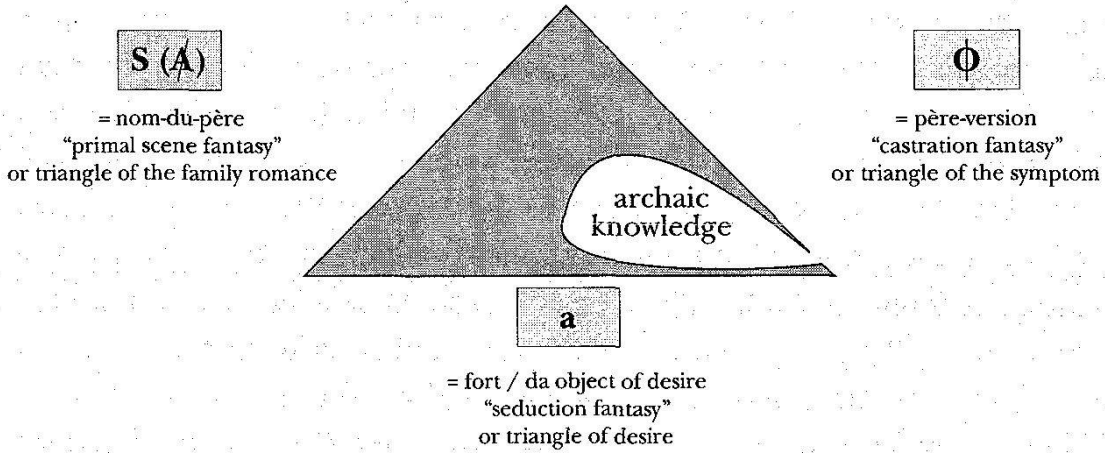 S (Ⱥ)
= nom-du-père
“primal scene fantasy”
or triangle of the family romance
ϕ
= père-version
“castration fantasy”
or triangle of the symptom
archaic
knowledge
a
= fort / da object of desire
“seduction fantasy”
or triangle of desire